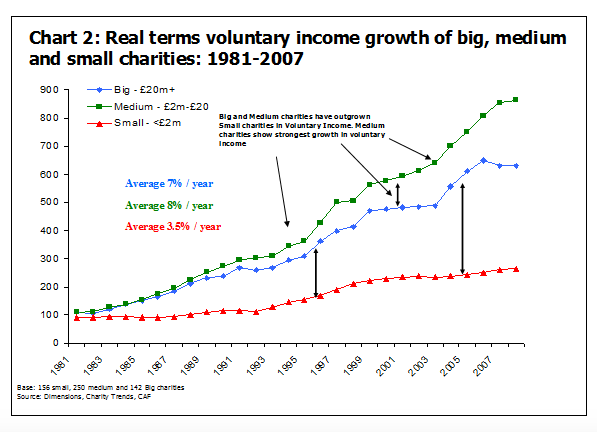 Chart 2: Real terms voluntary income growth of big, medium
and small charities: 1981-2007
900
800
700
600
500
400
300
200
100
0
Big - £20m+
Medium - £2m-£20
Small - <£2m
Big and Medium charities have outgrown
Small charities in Voluntary Income. Medium
charities show strongest growth in voluntary
income
Average 7% / year
Average 8% / year
Average 3.5% / year
1981
1983
1985
1987
1989
1991
1993
1995
1997
1999
2001
2003
2005
2007
Base: 156 small, 250 medium and 142 Big charities
Source: Dimensions, Charity Trends, CAF